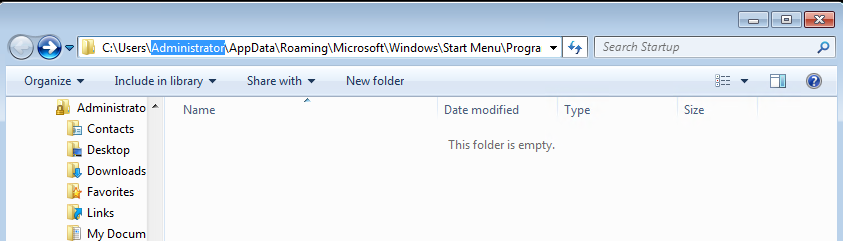 C:\Users\Administrator\AppData\Roaming\Microsoft\Windows\Start Menu\Progra
Search Startup
Organize Include in library Share with New folder
Administrato Name Date modified Type Size
Contacts
This folder is empty.
Desktop
Downloads
Favorites
Links
My Docum